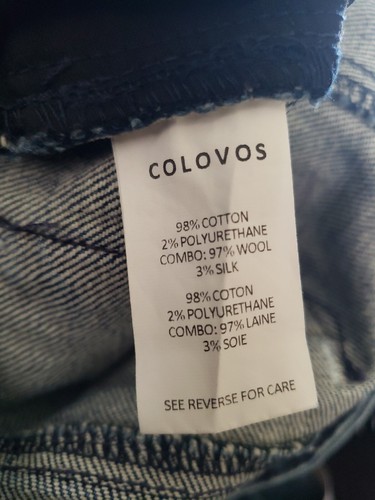 COLOVOS
98% COTTON
2% POLYURETHANE
COMBO: 97% WOOL
3% SILK
98% COTON
2% POLYURETHANE
COMBO: 97% LAINE
3% SOIE
SEE REVERSE FOR CARE